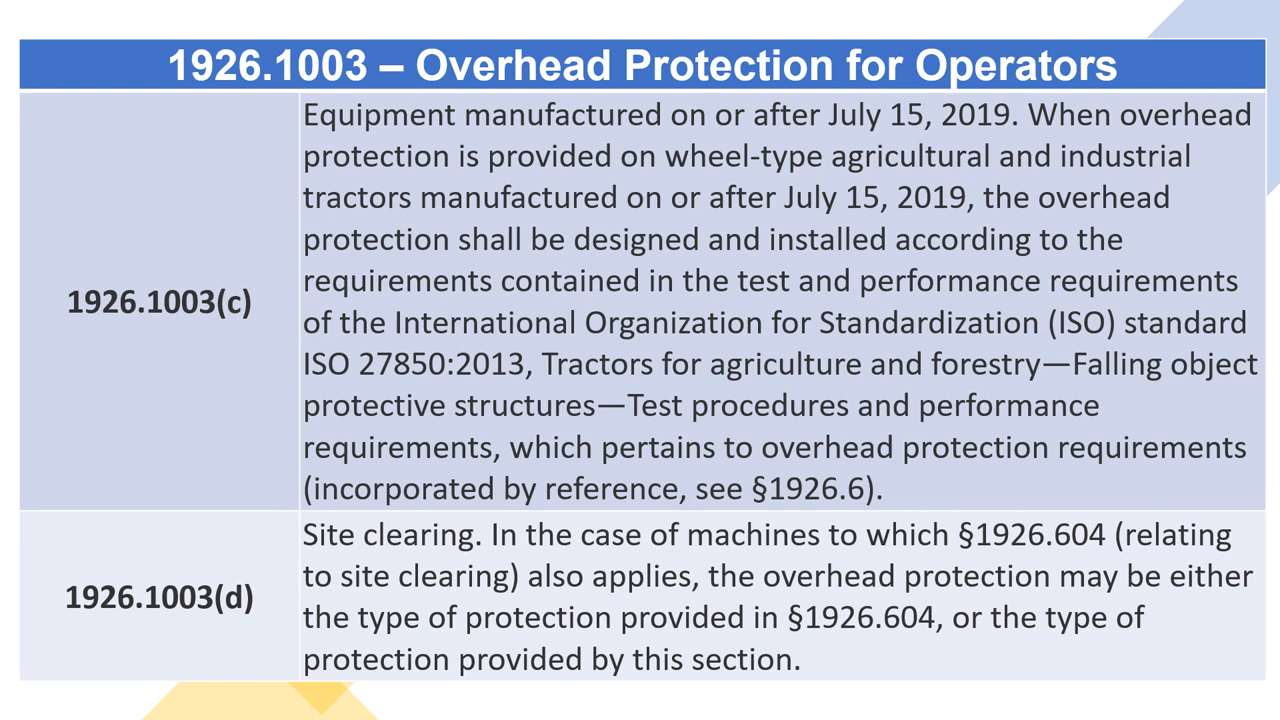 1926.1003 – Overhead Protection for Operators
1926.1003(c)
Equipment manufactured on or after July 15, 2019. When overhead
protection is provided on wheel-type agricultural and industrial
tractors manufactured on or after July 15, 2019, the overhead
protection shall be designed and installed according to the
requirements contained in the test and performance requirements
of the International Organization for Standardization (ISO) standard
ISO 27850:2013, Tractors for agriculture and forestry—Falling object
protective structures—Test procedures and performance
requirements, which pertains to overhead protection requirements
(incorporated by reference, see §1926.6).
1926.1003(d)
Site clearing. In the case of machines to which §1926.604 (relating
to site clearing) also applies, the overhead protection may be either
the type of protection provided in §1926.604, or the type of
protection provided by this section.